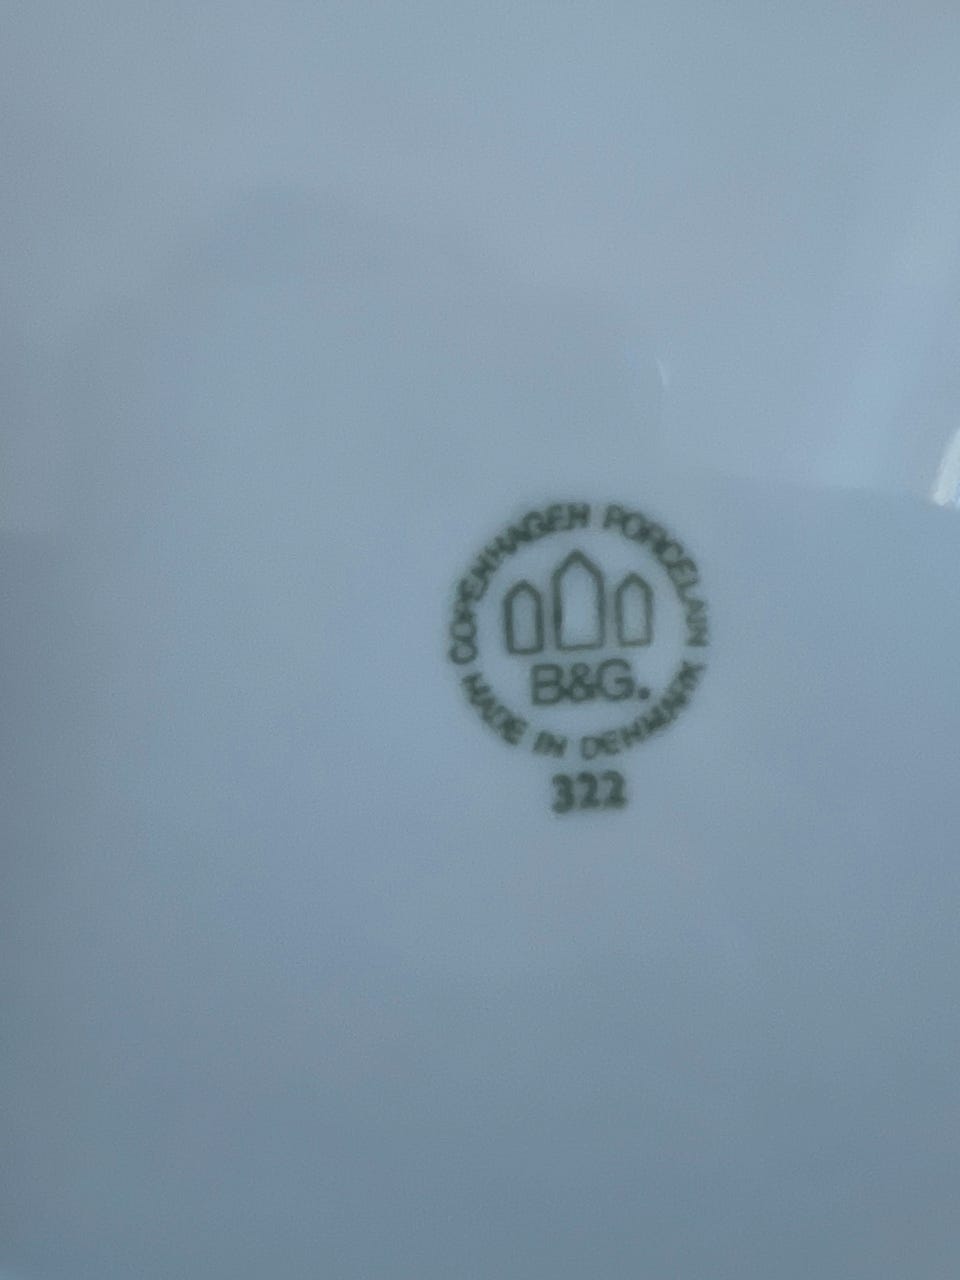 COPENHAGEN PORCELAIN
B&G.
MADE IN DENMARK
322